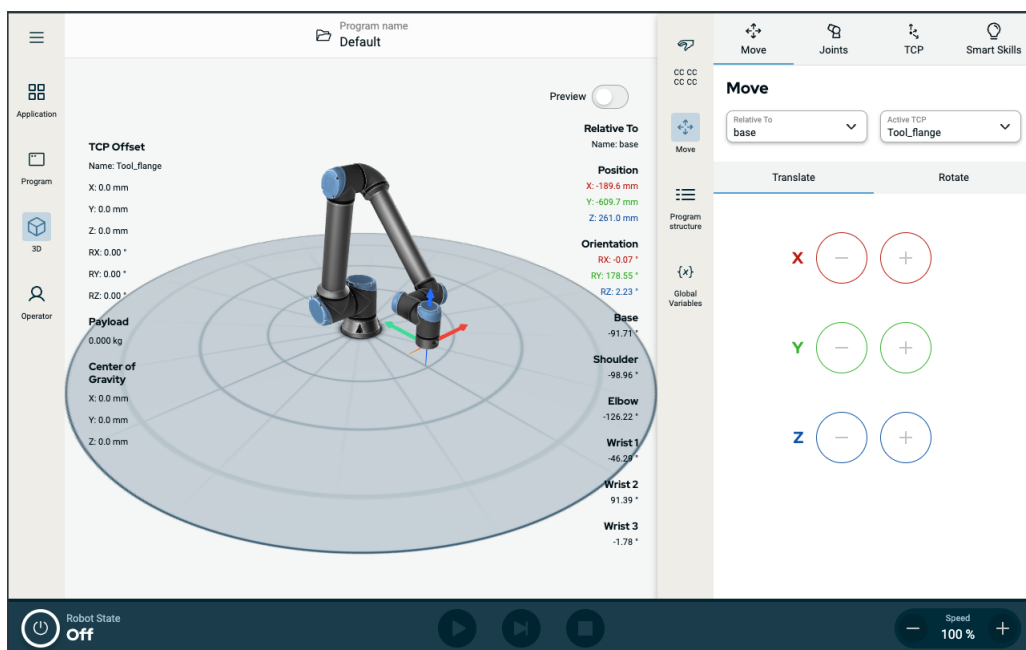 Program name
Default
Application
Program
3D
Operator
Preview
TCP Offset
Name: Tool_flange
X: 0.0 mm
Y: 0.0 mm
Z: 0.0 mm
RX: 0.00 °
RY: 0.00 °
RZ: 0.00 °
Payload
0.000 kg
Center of
Gravity
X: 0.0 mm
Y: 0.0 mm
Z: 0.0 mm
Relative To
Name: base
Position
X: -189.6 mm
Y: -609.7 mm
Z: 261.0 mm
Orientation
RX: -0.07 °
RY: 178.55 °
RZ: 2.23 °
Base
-91.71 °
Shoulder
-98.96 °
Elbow
-126.22 °
Wrist 1
-46.29 °
Wrist 2
91.39 °
Wrist 3
-1.78 °
CC CC
CC CC
Move
Program
structure
{x}
Global
Variables
Move
Joints
TCP
Smart Skills
Move
Relative To
base
Active TCP
Tool_flange
Translate
Rotate
X − +
Y − +
Z − +
Robot State
Off
Speed
− 100 % +